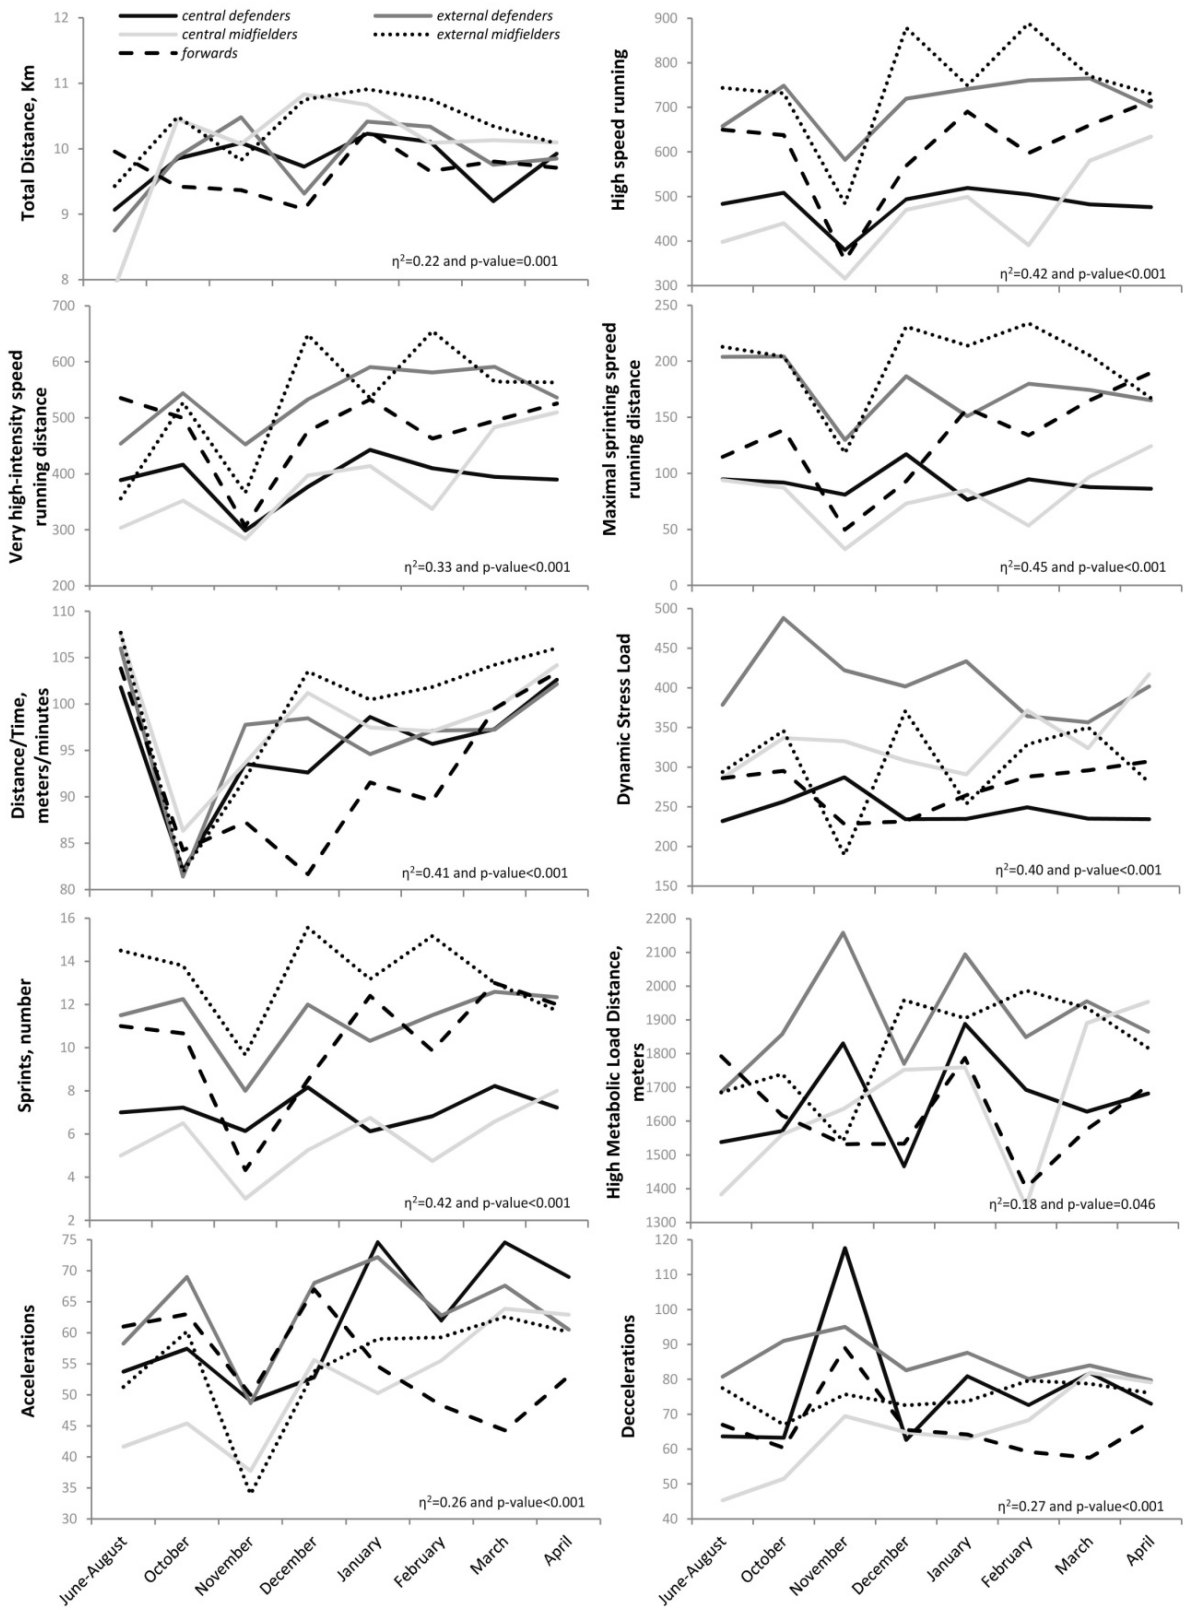 central defenders
external defenders
central midfielders
external midfielders
forwards
Total Distance, Km
12
11
10
9
8
η²=0.22 and p-value=0.001
High speed running
900
800
700
600
500
400
300
η²=0.42 and p-value<0.001
Very high-intensity speed
running distance
700
600
500
400
300
200
η²=0.33 and p-value<0.001
Maximal sprinting spreed
running distance
250
200
150
100
50
0
η²=0.45 and p-value<0.001
Distance/Time,
meters/minutes
110
105
100
95
90
85
80
η²=0.41 and p-value<0.001
Dynamic Stress Load
500
450
400
350
300
250
200
150
η²=0.40 and p-value<0.001
Sprints, number
16
14
12
10
8
6
4
2
η²=0.42 and p-value<0.001
High Metabolic Load Distance,
meters
2200
2100
2000
1900
1800
1700
1600
1500
1400
1300
η²=0.18 and p-value=0.046
Accelerations
75
70
65
60
55
50
45
40
35
30
η²=0.26 and p-value<0.001
June-August
October
November
December
January
February
March
April
Deccelerations
120
110
100
90
80
70
60
50
40
η²=0.27 and p-value<0.001
June-August
October
November
December
January
February
March
April